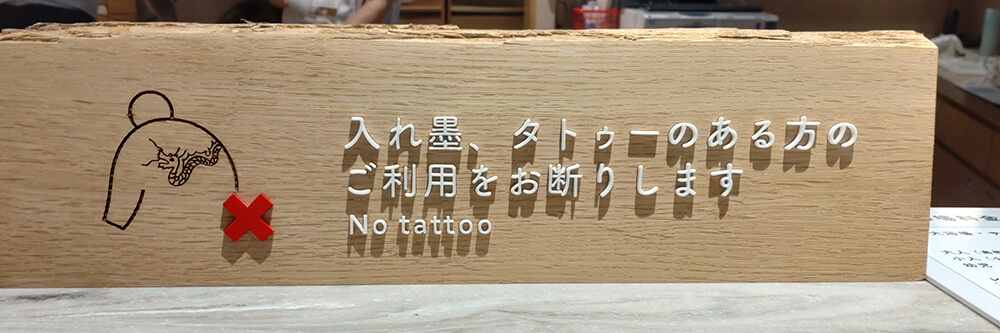 入れ墨、タトゥーのある方の
ご利用をお断りします
No tattoo